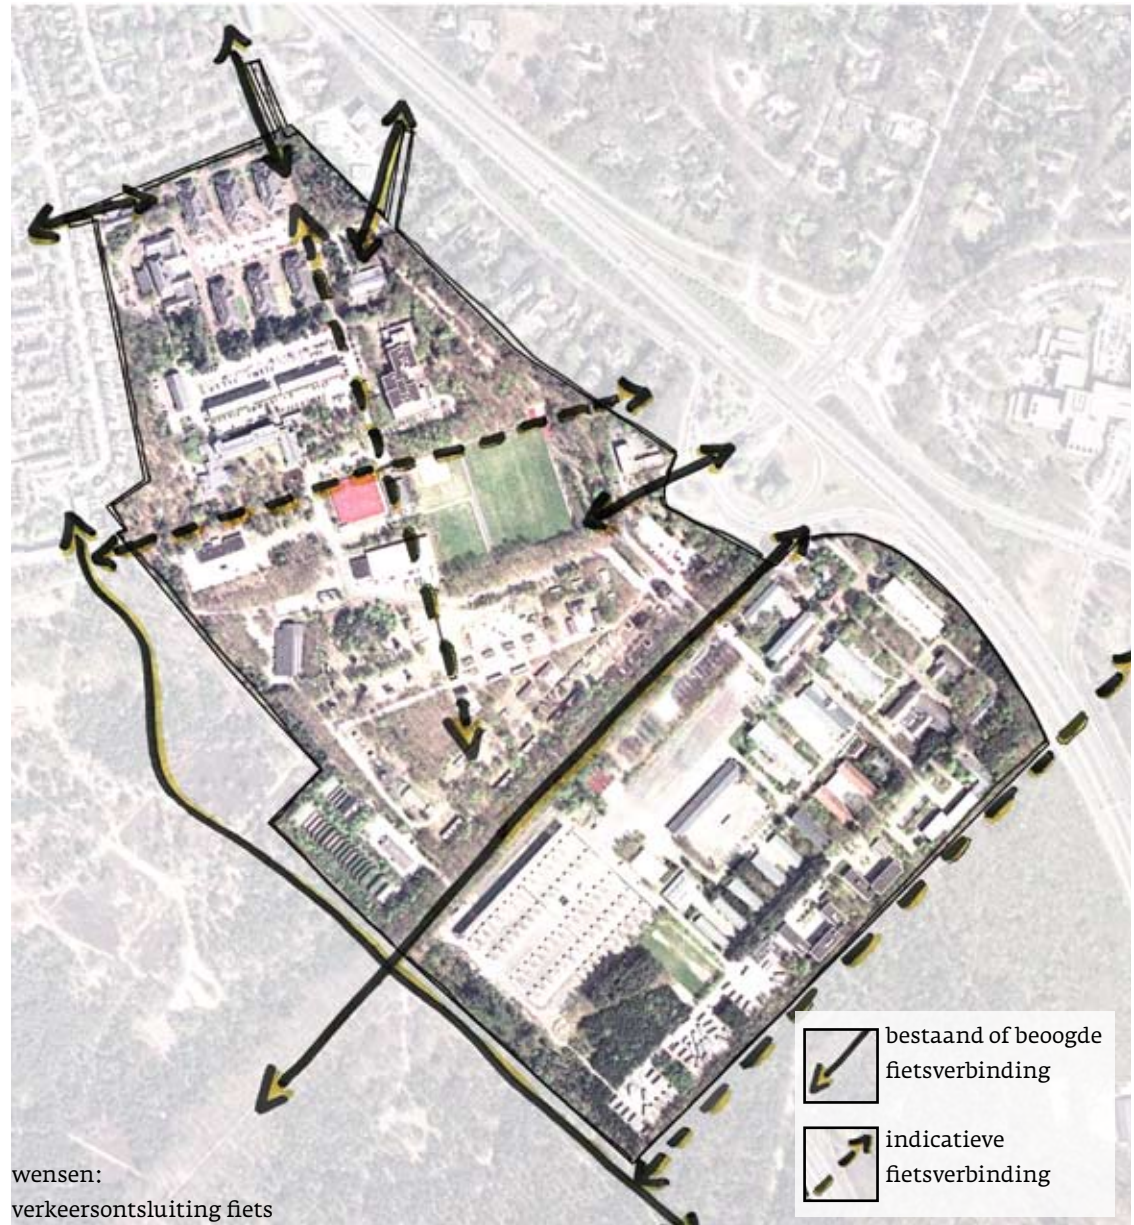 bestaand of beoogde
fietsverbinding
indicatieve
fietsverbinding
wensen:
verkeersontsluiting fiets